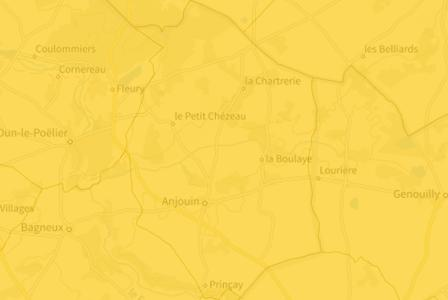 Coulommiers
les Belliards
Cornereau
la Chartrerie
Fleury
le Petit Chézeau
Dun-le-Poëlier
la Boulaye
Lourière
Genouilly
Anjouin
Villages
Bagneux
Prinçay